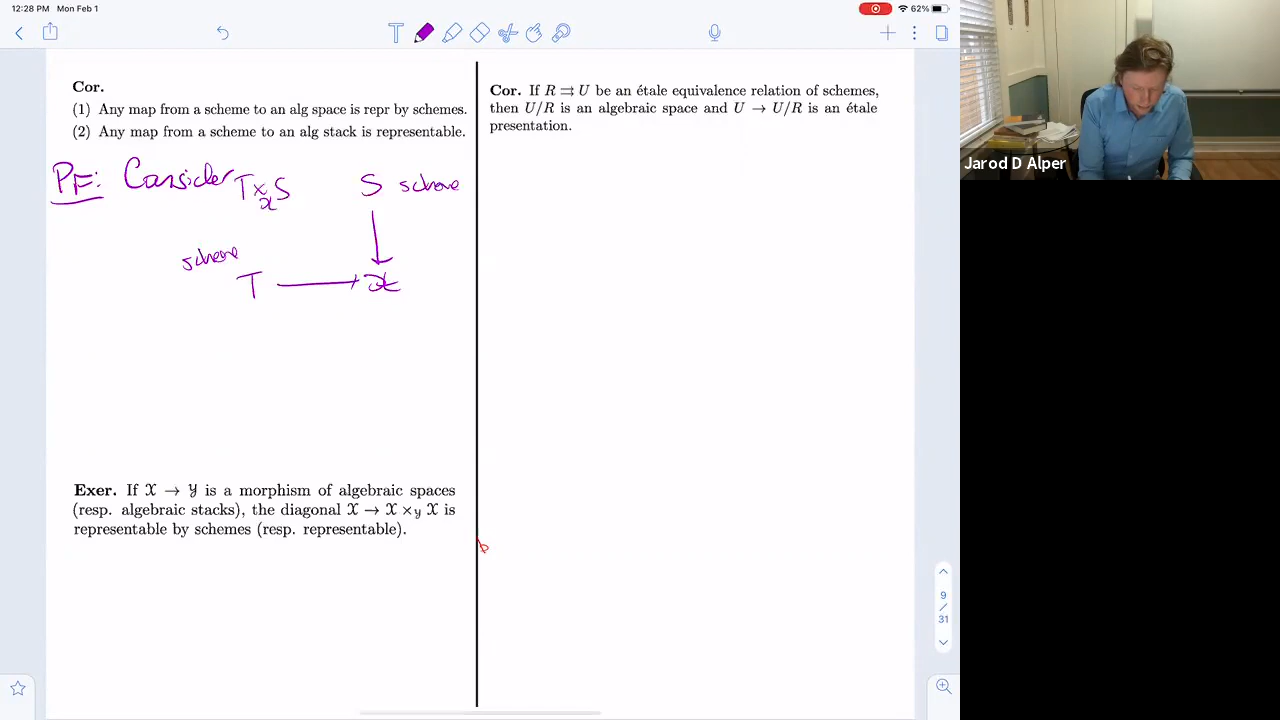 12:28 PM Mon Feb 1
62%
Cor.
(1) Any map from a scheme to an alg space is repr by schemes.
(2) Any map from a scheme to an alg stack is representable.
PF: Consider T ×_𝒳 S
S scheme
scheme
T ⟶ 𝒳
Exer. If 𝒳 → 𝒴 is a morphism of algebraic spaces
(resp. algebraic stacks), the diagonal 𝒳 → 𝒳 ×_𝒴 𝒳 is
representable by schemes (resp. representable).
Cor. If R ⇉ U be an étale equivalence relation of schemes,
then U/R is an algebraic space and U → U/R is an étale
presentation.
9
/
31
Jarod D Alper